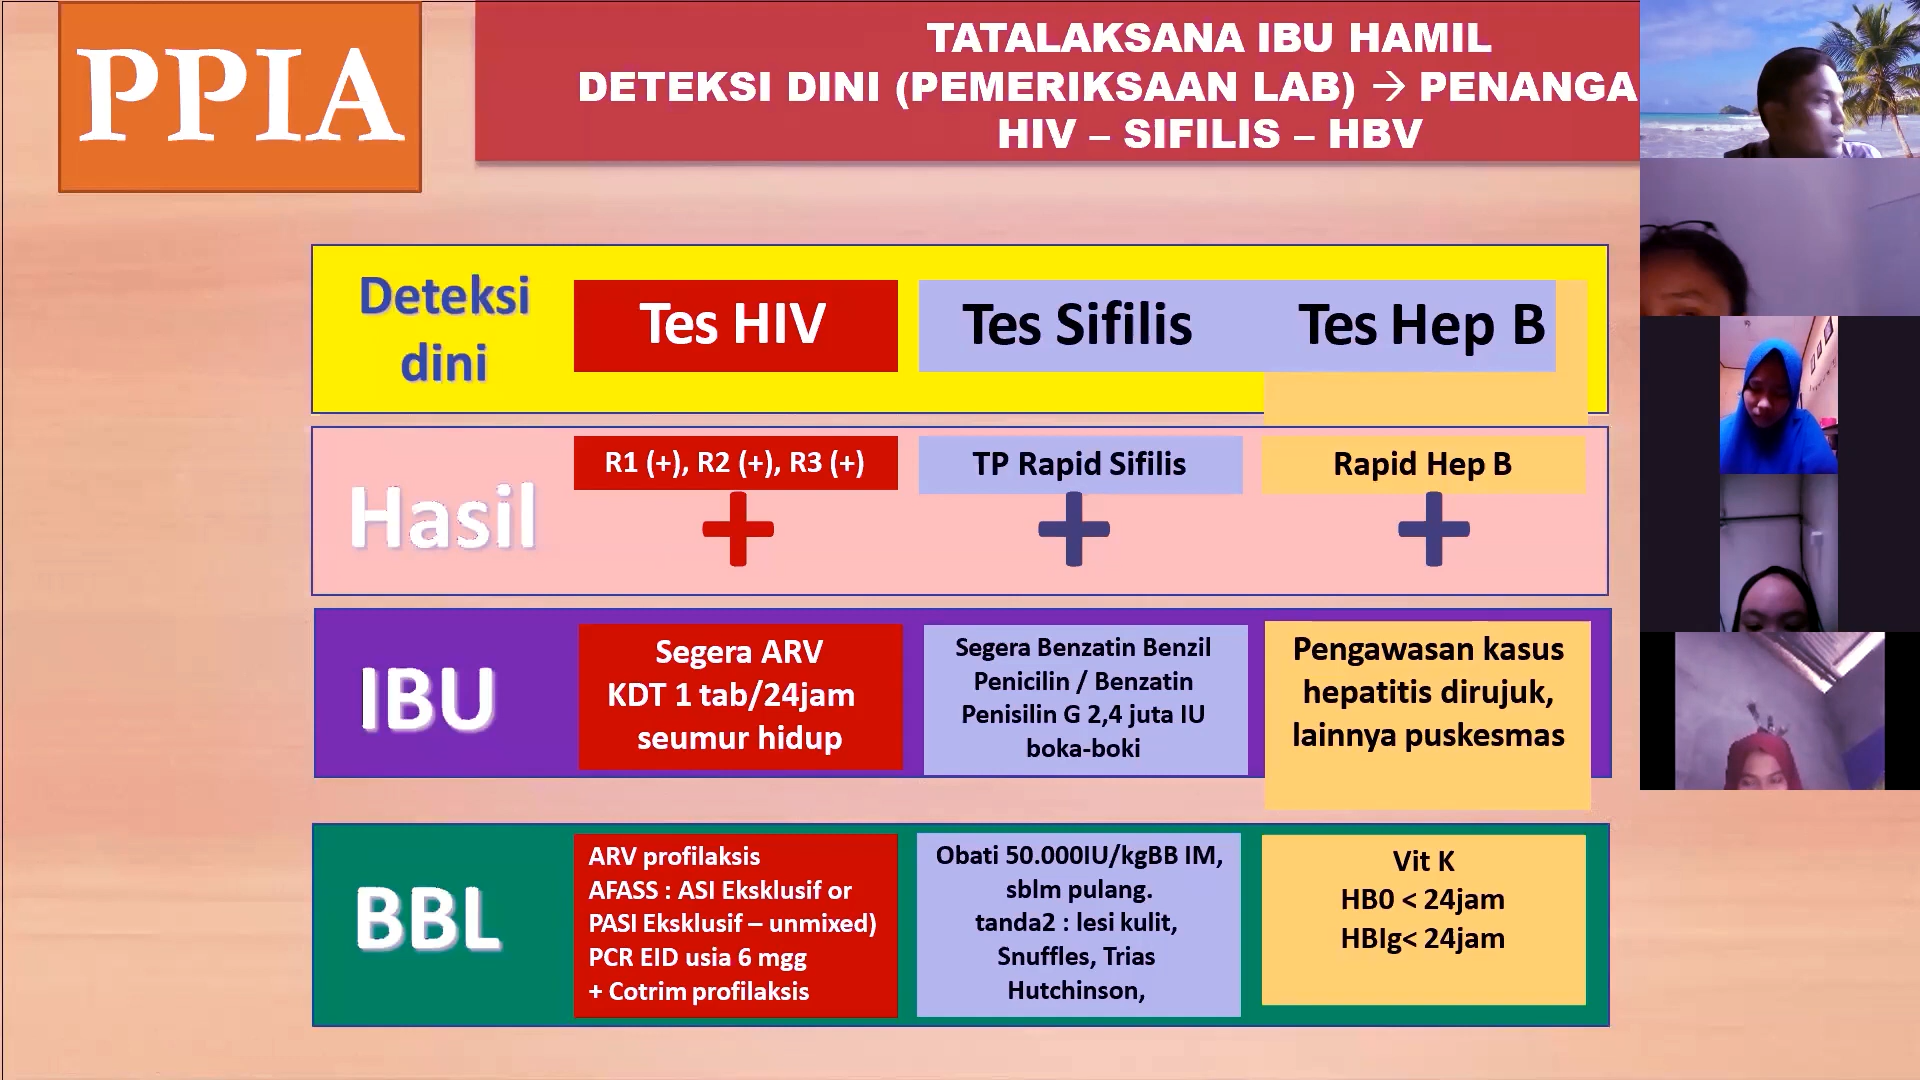 PPIA
TATALAKSANA IBU HAMIL
DETEKSI DINI (PEMERIKSAAN LAB) → PENANGA
HIV – SIFILIS – HBV
Deteksi
dini
Tes HIV
Tes Sifilis
Tes Hep B
Hasil
R1 (+), R2 (+), R3 (+)
+
TP Rapid Sifilis
+
Rapid Hep B
+
IBU
Segera ARV
KDT 1 tab/24jam
seumur hidup
Segera Benzatin Benzil
Penicilin / Benzatin
Penisilin G 2,4 juta IU
boka-boki
Pengawasan kasus
hepatitis dirujuk,
lainnya puskesmas
BBL
ARV profilaksis
AFASS : ASI Eksklusif or
PASI Eksklusif – unmixed)
PCR EID usia 6 mgg
+ Cotrim profilaksis
Obati 50.000IU/kgBB IM,
sblm pulang.
tanda2 : lesi kulit,
Snuffles, Trias
Hutchinson,
Vit K
HB0 < 24jam
HBIg< 24jam